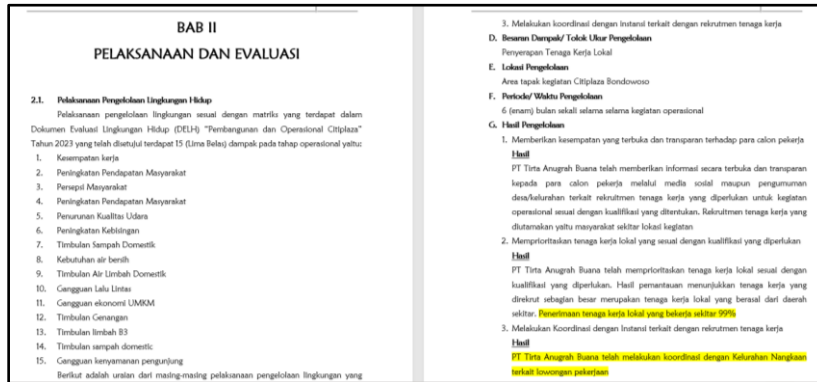 BAB II
PELAKSANAAN DAN EVALUASI
2.1. Pelaksanaan Pengelolaan Lingkungan Hidup
Pelaksanaan pengelolaan lingkungan sesuai dengan matriks yang terdapat dalam
Dokumen Evaluasi Lingkungan Hidup (DELH) "Pembangunan dan Operasional Citiplaza"
Tahun 2023 yang telah disetujui terdapat 15 (Lima Belas) dampak pada tahap operasional yaitu:
1. Kesempatan kerja
2. Peningkatan Pendapatan Masyarakat
3. Persepsi Masyarakat
4. Peningkatan Pendapatan Masyarakat
5. Penurunan Kualitas Udara
6. Peningkatan Kebisingan
7. Timbulan Sampah Domestik
8. Kebutuhan air bersih
9. Timbulan Air Limbah Domestik
10. Gangguan Lalu Lintas
11. Gangguan ekonomi UMKM
12. Timbulan Genangan
13. Timbulan limbah B3
14. Timbulan sampah domestic
15. Gangguan kenyamanan pengunjung
Berikut adalah uraian dari masing-masing pelaksanaan pengelolaan lingkungan yang
3. Melakukan koordinasi dengan instansi terkait dengan rekrutmen tenaga kerja
D. Besaran Dampak/ Tolok Ukur Pengelolaan
Penyerapan Tenaga Kerja Lokal
E. Lokasi Pengelolaan
Area tapak kegiatan Citiplaza Bondowoso
F. Periode/ Waktu Pengelolaan
6 (enam) bulan sekali selama selama kegiatan operasional
G. Hasil Pengelolaan
1. Memberikan kesempatan yang terbuka dan transparan terhadap para calon pekerja
Hasil
PT Tirta Anugrah Buana telah memberikan informasi secara terbuka dan transparan
kepada para calon pekerja melalui media sosial maupun pengumuman
desa/kelurahan terkait rekruitmen tenaga kerja yang diperlukan untuk kegiatan
operasional sesuai dengan kualifikasi yang ditentukan. Rekruitmen tenaga kerja yang
diutamakan yaitu masyarakat sekitar lokasi kegiatan
2. Memprioritaskan tenaga kerja lokal yang sesuai dengan kualifikasi yang diperlukan
Hasil
PT Tirta Anugrah Buana telah memprioritaskan tenaga kerja lokal sesuai dengan
kualifikasi yang diperlukan. Hasil pemantauan menunjukkan tenaga kerja yang
direkrut sebagian besar merupakan tenaga kerja lokal yang berasal dari daerah
sekitar. Penerimaan tenaga kerja lokal yang bekerja sekitar 99%
3. Melakukan Koordinasi dengan Instansi terkait dengan rekrutmen tenaga kerja
Hasil
PT Tirta Anugrah Buana telah melakukan koordinasi dengan Kelurahan Nangkaan
terkait lowongan pekerjaan